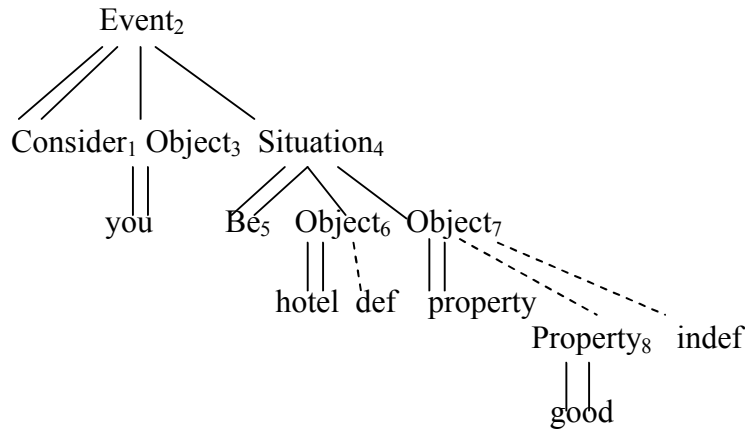 Event₂
Consider₁ Object₃ Situation₄
you Be₅ Object₆ Object₇
hotel def property
Property₈ indef
good